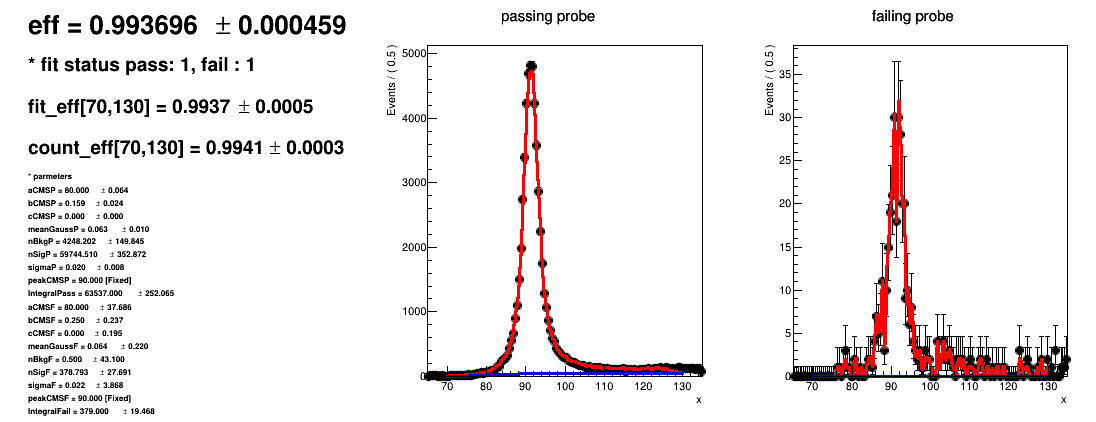 eff = 0.993696 ± 0.000459
* fit status pass: 1, fail : 1
fit_eff[70,130] = 0.9937 ± 0.0005
count_eff[70,130] = 0.9941 ± 0.0003
* parmeters
aCMSP = 80.000 ± 0.064
bCMSP = 0.159 ± 0.024
cCMSP = 0.000 ± 0.000
meanGaussP = 0.063 ± 0.010
nBkgP = 4248.202 ± 149.845
nSigP = 59744.510 ± 352.872
sigmaP = 0.020 ± 0.008
peakCMSP = 90.000 [Fixed]
IntegralPass = 63537.000 ± 252.065
aCMSF = 80.000 ± 37.686
bCMSF = 0.250 ± 0.237
cCMSF = 0.000 ± 0.195
meanGaussF = 0.064 ± 0.220
nBkgF = 0.500 ± 43.100
nSigF = 378.793 ± 27.691
sigmaF = 0.022 ± 3.868
peakCMSF = 90.000 [Fixed]
IntegralFail = 379.000 ± 19.468
passing probe
Events / ( 0.5 )
5000
4000
3000
2000
1000
0
70 80 90 100 110 120 130
x
failing probe
Events / ( 0.5 )
35
30
25
20
15
10
5
0
70 80 90 100 110 120 130
x